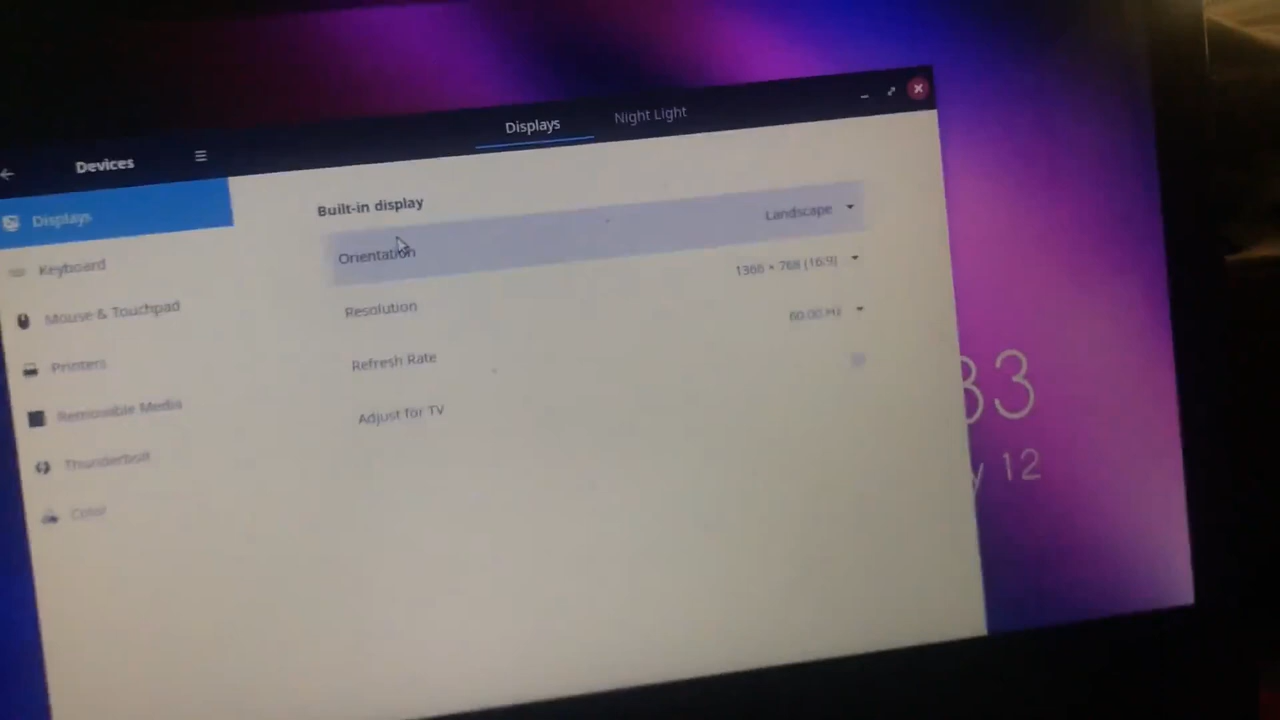 Devices
Displays
Night Light
Displays
Keyboard
Mouse & Touchpad
Printers
Removable Media
Thunderbolt
Color
Built-in display
Orientation
Landscape
Resolution
1366 × 768 (16:9)
Refresh Rate
60.00 Hz
Adjust for TV
33
y 12